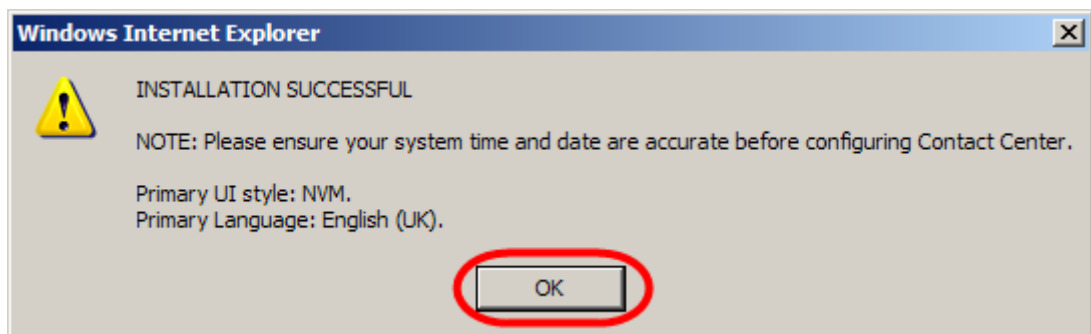 Windows Internet Explorer
INSTALLATION SUCCESSFUL
NOTE: Please ensure your system time and date are accurate before configuring Contact Center.
Primary UI style: NVM.
Primary Language: English (UK).
OK